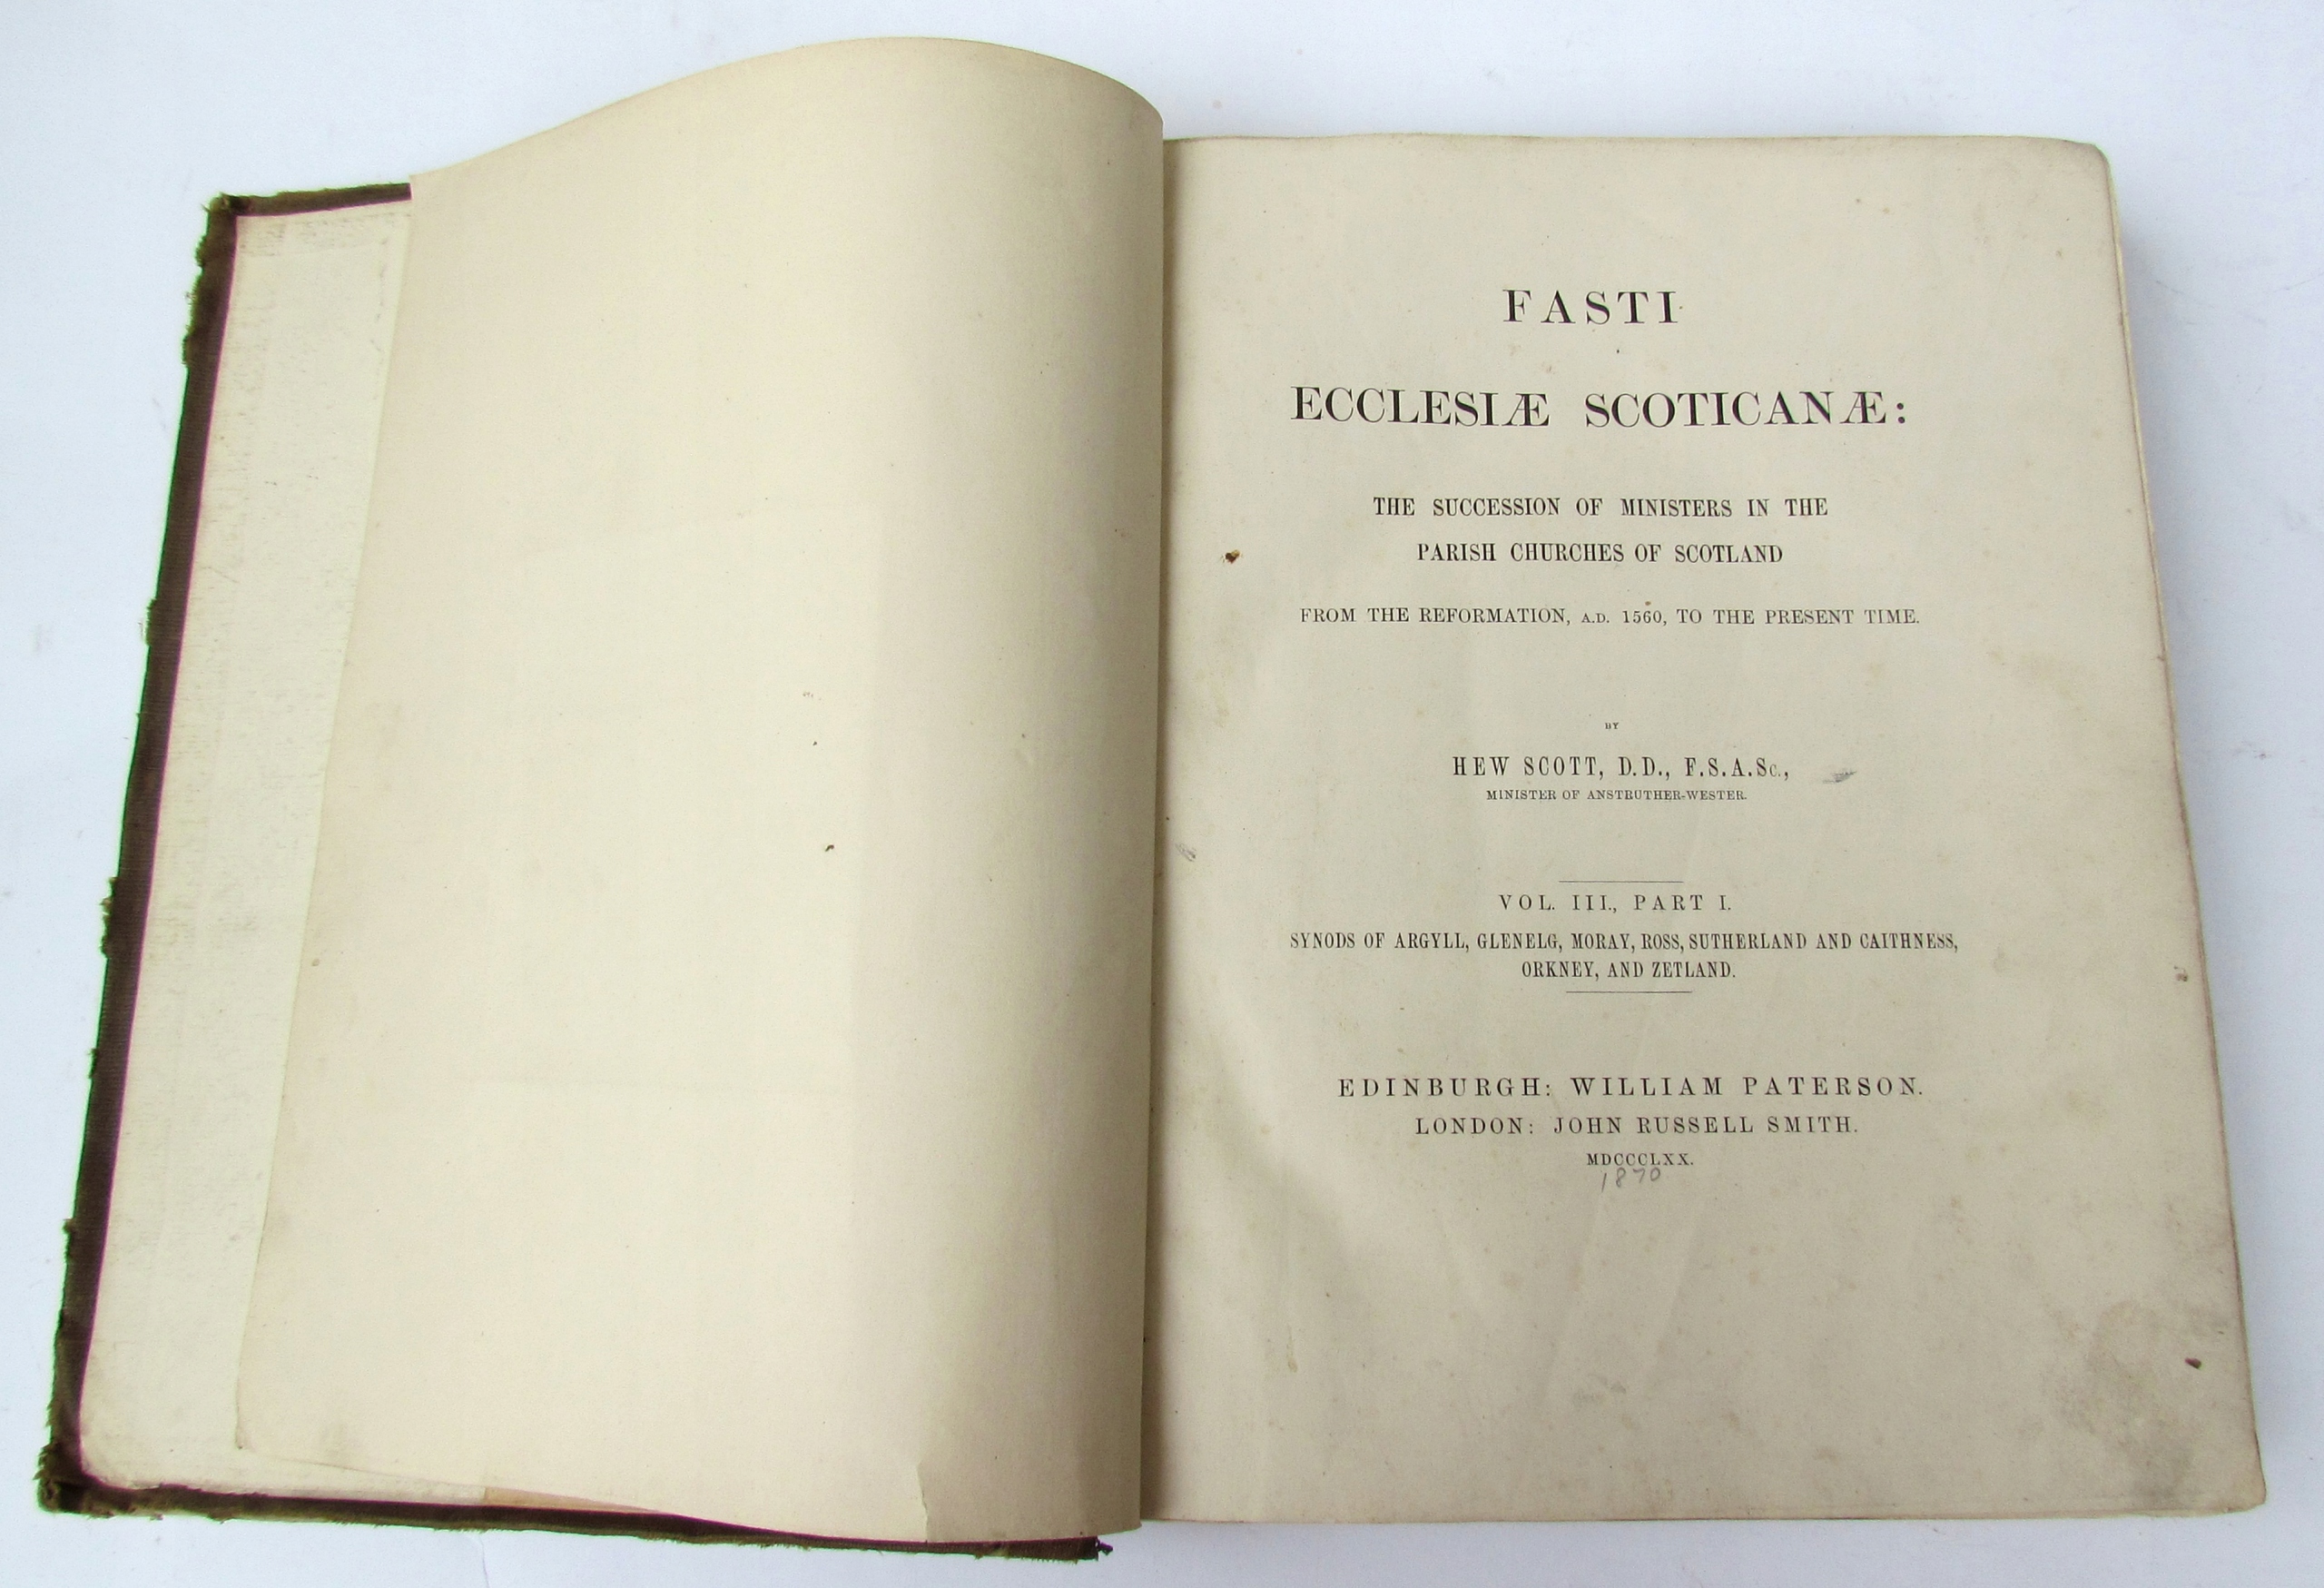 FASTI
ECCLESIÆ SCOTICANÆ:
THE SUCCESSION OF MINISTERS IN THE
PARISH CHURCHES OF SCOTLAND
FROM THE REFORMATION, A.D. 1560, TO THE PRESENT TIME.
BY
HEW SCOTT, D.D., F.S.A.Sc.,
MINISTER OF ANSTRUTHER-WESTER.
VOL. III., PART I.
SYNODS OF ARGYLL, GLENELG, MORAY, ROSS, SUTHERLAND AND CAITHNESS,
ORKNEY, AND ZETLAND.
EDINBURGH: WILLIAM PATERSON.
LONDON: JOHN RUSSELL SMITH.
MDCCCLXX.
1870